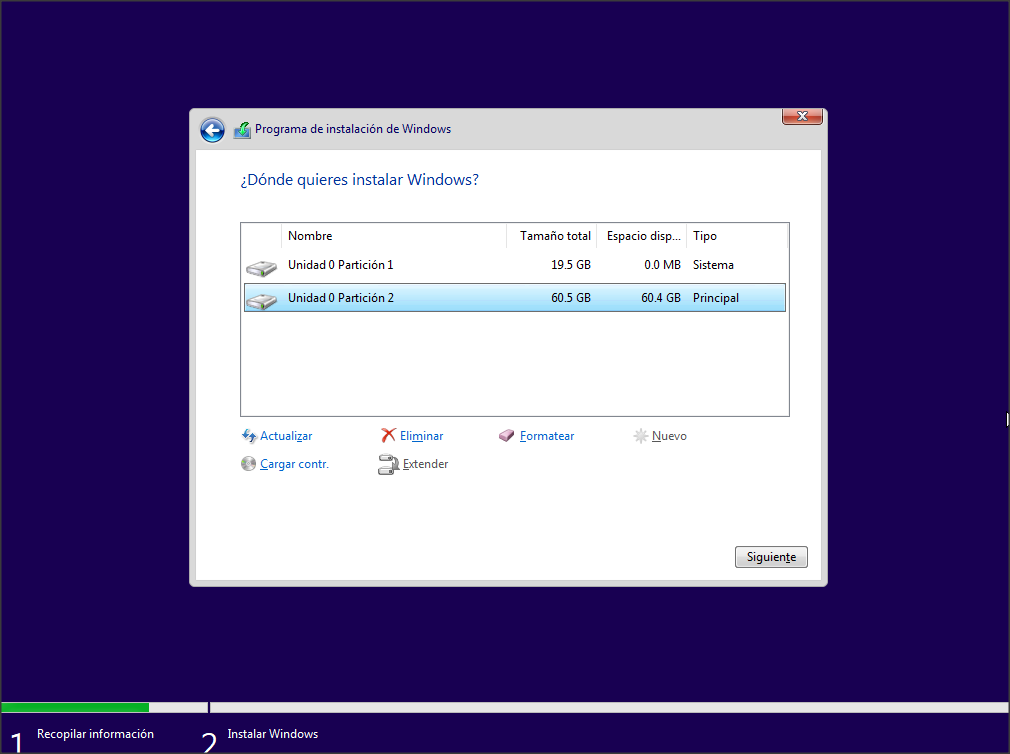 Programa de instalación de Windows
¿Dónde quieres instalar Windows?
Nombre Tamaño total Espacio disp... Tipo
Unidad 0 Partición 1 19.5 GB 0.0 MB Sistema
Unidad 0 Partición 2 60.5 GB 60.4 GB Principal
Actualizar Eliminar Formatear Nuevo
Cargar contr. Extender
Siguiente
1 Recopilar información 2 Instalar Windows